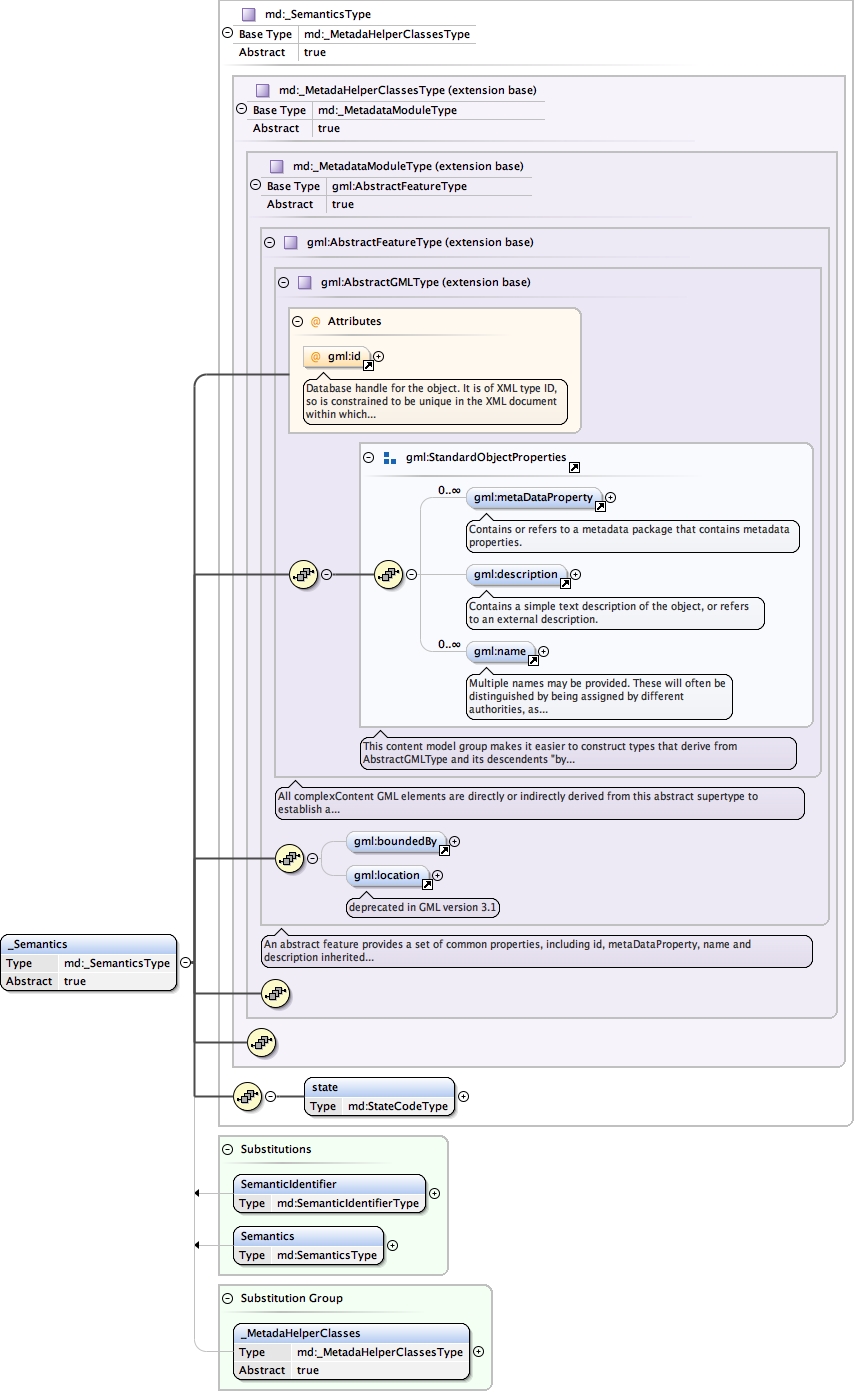 md:_SemanticsType
Base Type md:_MetadaHelperClassesType
Abstract true
md:_MetadaHelperClassesType (extension base)
Base Type md:_MetadataModuleType
Abstract true
md:_MetadataModuleType (extension base)
Base Type gml:AbstractFeatureType
Abstract true
gml:AbstractFeatureType (extension base)
gml:AbstractGMLType (extension base)
@ Attributes
@ gml:id
Database handle for the object. It is of XML type ID,
so is constrained to be unique in the XML document
within which...
gml:StandardObjectProperties
0..∞ gml:metaDataProperty
Contains or refers to a metadata package that contains metadata
properties.
gml:description
Contains a simple text description of the object, or refers
to an external description.
0..∞ gml:name
Multiple names may be provided. These will often be
distinguished by being assigned by different
authorities, as...
This content model group makes it easier to construct types that derive from
AbstractGMLType and its descendents "by...
All complexContent GML elements are directly or indirectly derived from this abstract supertype to
establish a...
gml:boundedBy
gml:location
deprecated in GML version 3.1
An abstract feature provides a set of common properties, including id, metaDataProperty, name and
description inherited...
_Semantics
Type md:_SemanticsType
Abstract true
state
Type md:StateCodeType
Substitutions
SemanticIdentifier
Type md:SemanticIdentifierType
Semantics
Type md:SemanticsType
Substitution Group
_MetadaHelperClasses
Type md:_MetadaHelperClassesType
Abstract true